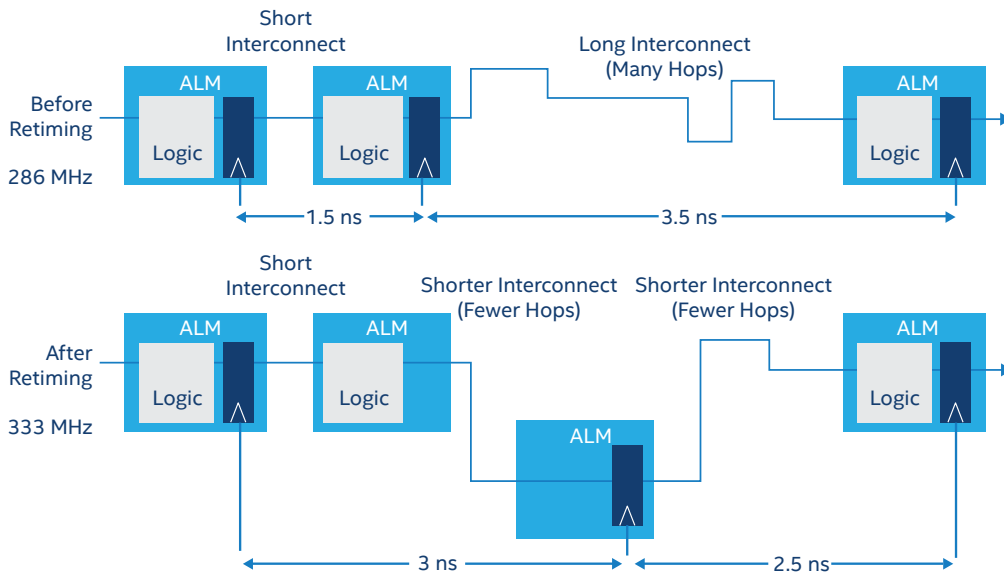 Short
Interconnect
Long Interconnect
(Many Hops)
ALM
ALM
ALM
Before
Retiming
Logic
Logic
Logic
286 MHz
1.5 ns
3.5 ns
Short
Interconnect
Shorter Interconnect
(Fewer Hops)
Shorter Interconnect
(Fewer Hops)
ALM
ALM
ALM
After
Retiming
Logic
Logic
Logic
333 MHz
ALM
3 ns
2.5 ns